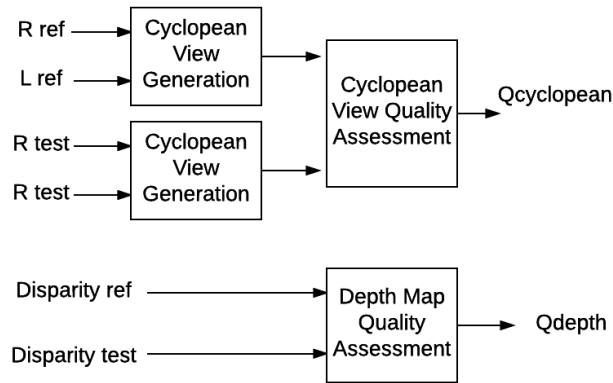 R ref
L ref
Cyclopean
View
Generation
R test
R test
Cyclopean
View
Generation
Cyclopean
View Quality
Assessment
Qcyclopean
Disparity ref
Disparity test
Depth Map
Quality
Assessment
Qdepth